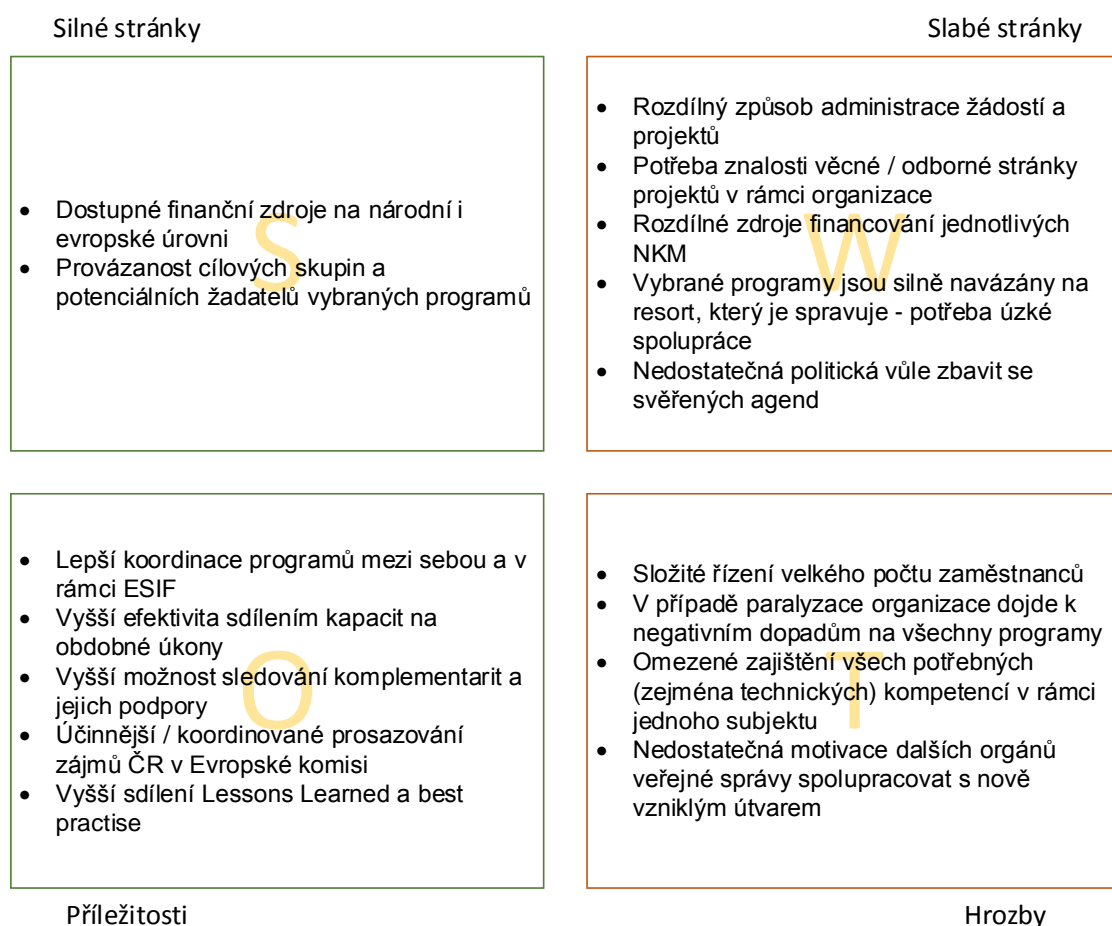 Silné stránky
Slabé stránky
• Dostupné finanční zdroje na národní i
evropské úrovni
• Provázanost cílových skupin a
potenciálních žadatelů vybraných programů
S
• Rozdílný způsob administrace žádostí a
projektů
• Potřeba znalosti věcné / odborné stránky
projektů v rámci organizace
• Rozdílné zdroje financování jednotlivých
NKM
• Vybrané programy jsou silně navázány na
resort, který je spravuje - potřeba úzké
spolupráce
• Nedostatečná politická vůle zbavit se
svěřených agend
W
• Lepší koordinace programů mezi sebou a v
rámci ESIF
• Vyšší efektivita sdílením kapacit na
obdobné úkony
• Vyšší možnost sledování komplementarit a
jejich podpory
• Účinnější / koordinované prosazování
zájmů ČR v Evropské komisi
• Vyšší sdílení Lessons Learned a best
practise
O
• Složité řízení velkého počtu zaměstnanců
• V případě paralyzace organizace dojde k
negativním dopadům na všechny programy
• Omezené zajištění všech potřebných
(zejména technických) kompetencí v rámci
jednoho subjektu
• Nedostatečná motivace dalších orgánů
veřejné správy spolupracovat s nově
vzniklým útvarem
T
Příležitosti
Hrozby